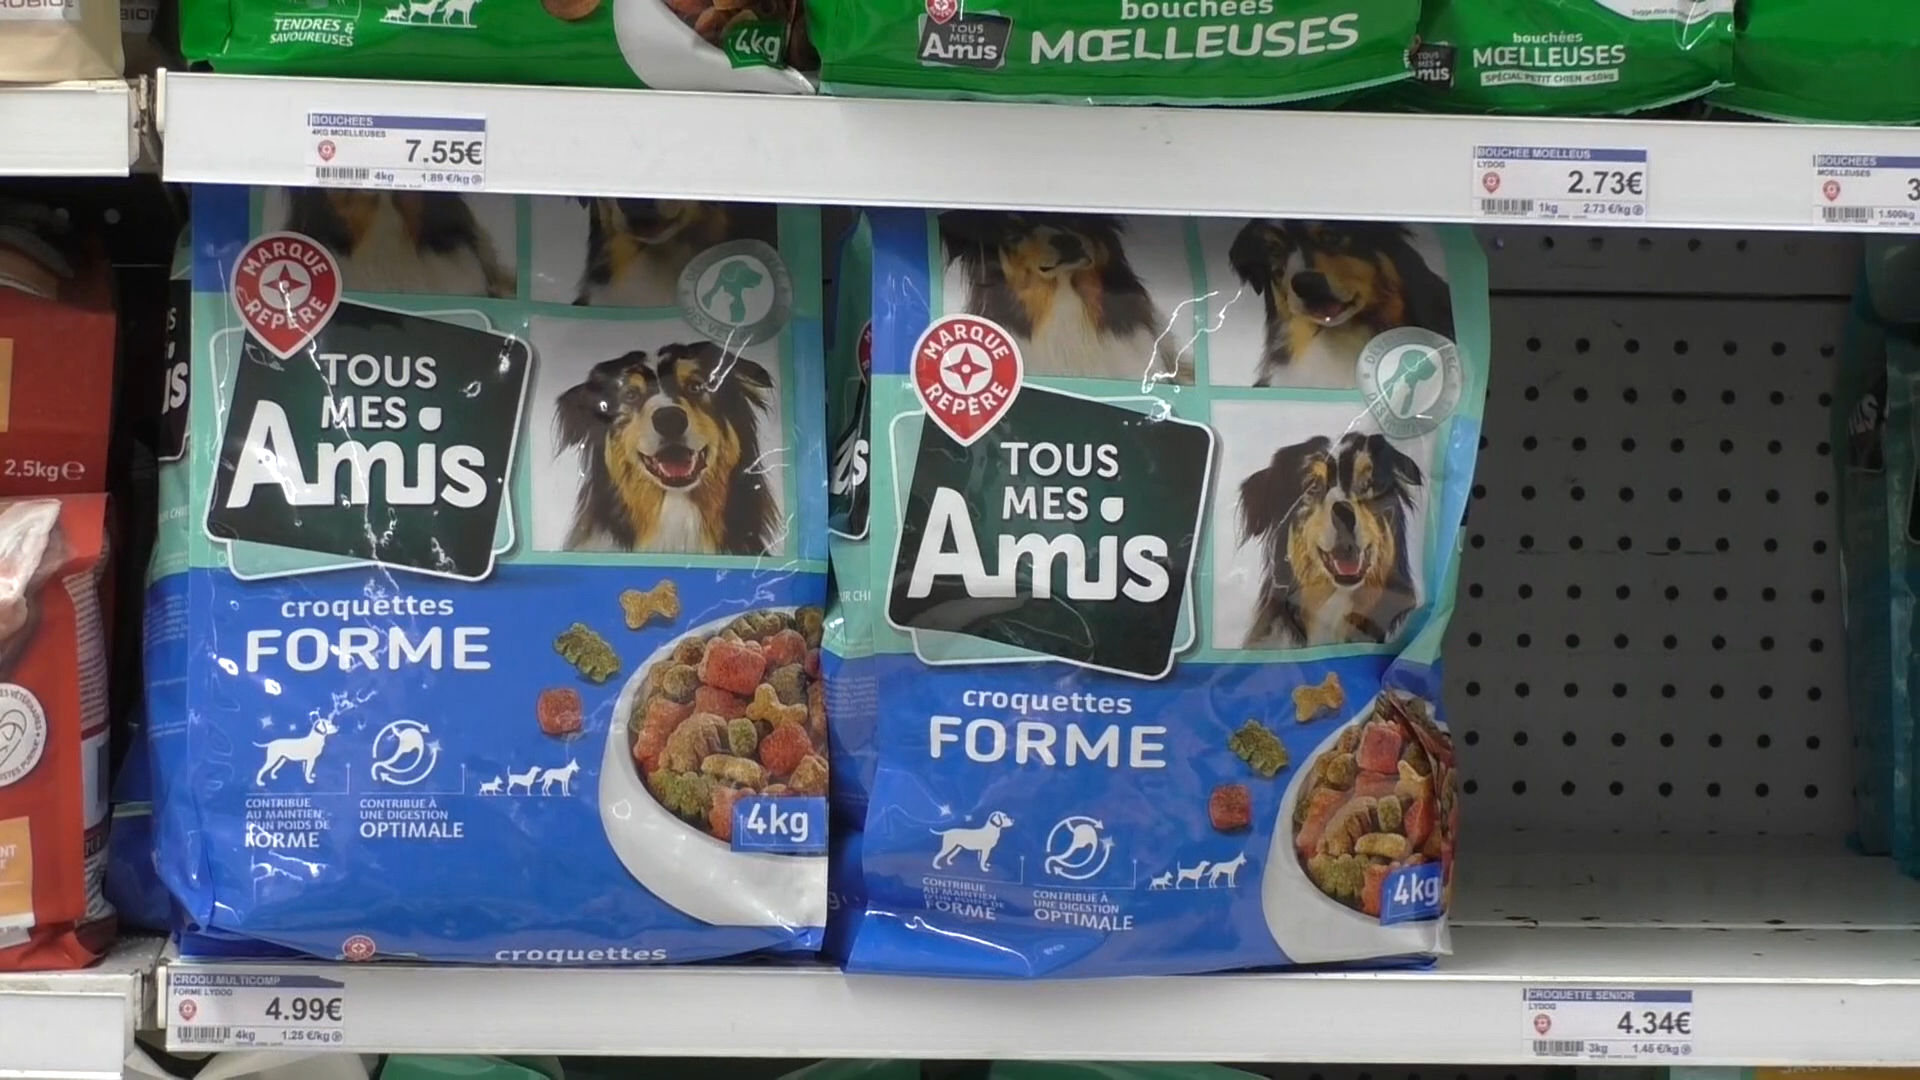 TENDRES &
SAVOUREUSES
4kg
TOUS
MES
Amis
bouchées
MŒLLEUSES
TOUS
MES
mis
bouchées
MŒLLEUSES
SPÉCIAL PETIT CHIEN <10kg
BOUCHEES
4KG MOELLEUSES
7.55€
4kg
1.89 €/kg
BOUCHEE MOELLEUS
LYDOG
2.73€
1kg
2.73 €/kg
BOUCHEES
MOELLEUSES
3
1.500kg
2.5kg e
MARQUE
REPÈRE
TOUS
MES
Amis
croquettes
FORME
CONTRIBUE
AU MAINTIEN
D'UN POIDS DE
FORME
CONTRIBUE À
UNE DIGESTION
OPTIMALE
4kg
croquettes
MARQUE
REPÈRE
TOUS
MES
Amis
croquettes
FORME
CONTRIBUE
AU MAINTIEN
D'UN POIDS DE
FORME
CONTRIBUE À
UNE DIGESTION
OPTIMALE
4kg
CROQU.MULTICOMP
FORME LYDOG
4.99€
4kg
1.25 €/kg
CROQUETTE SENIOR
LYDOG
4.34€
3kg
1.45 €/kg